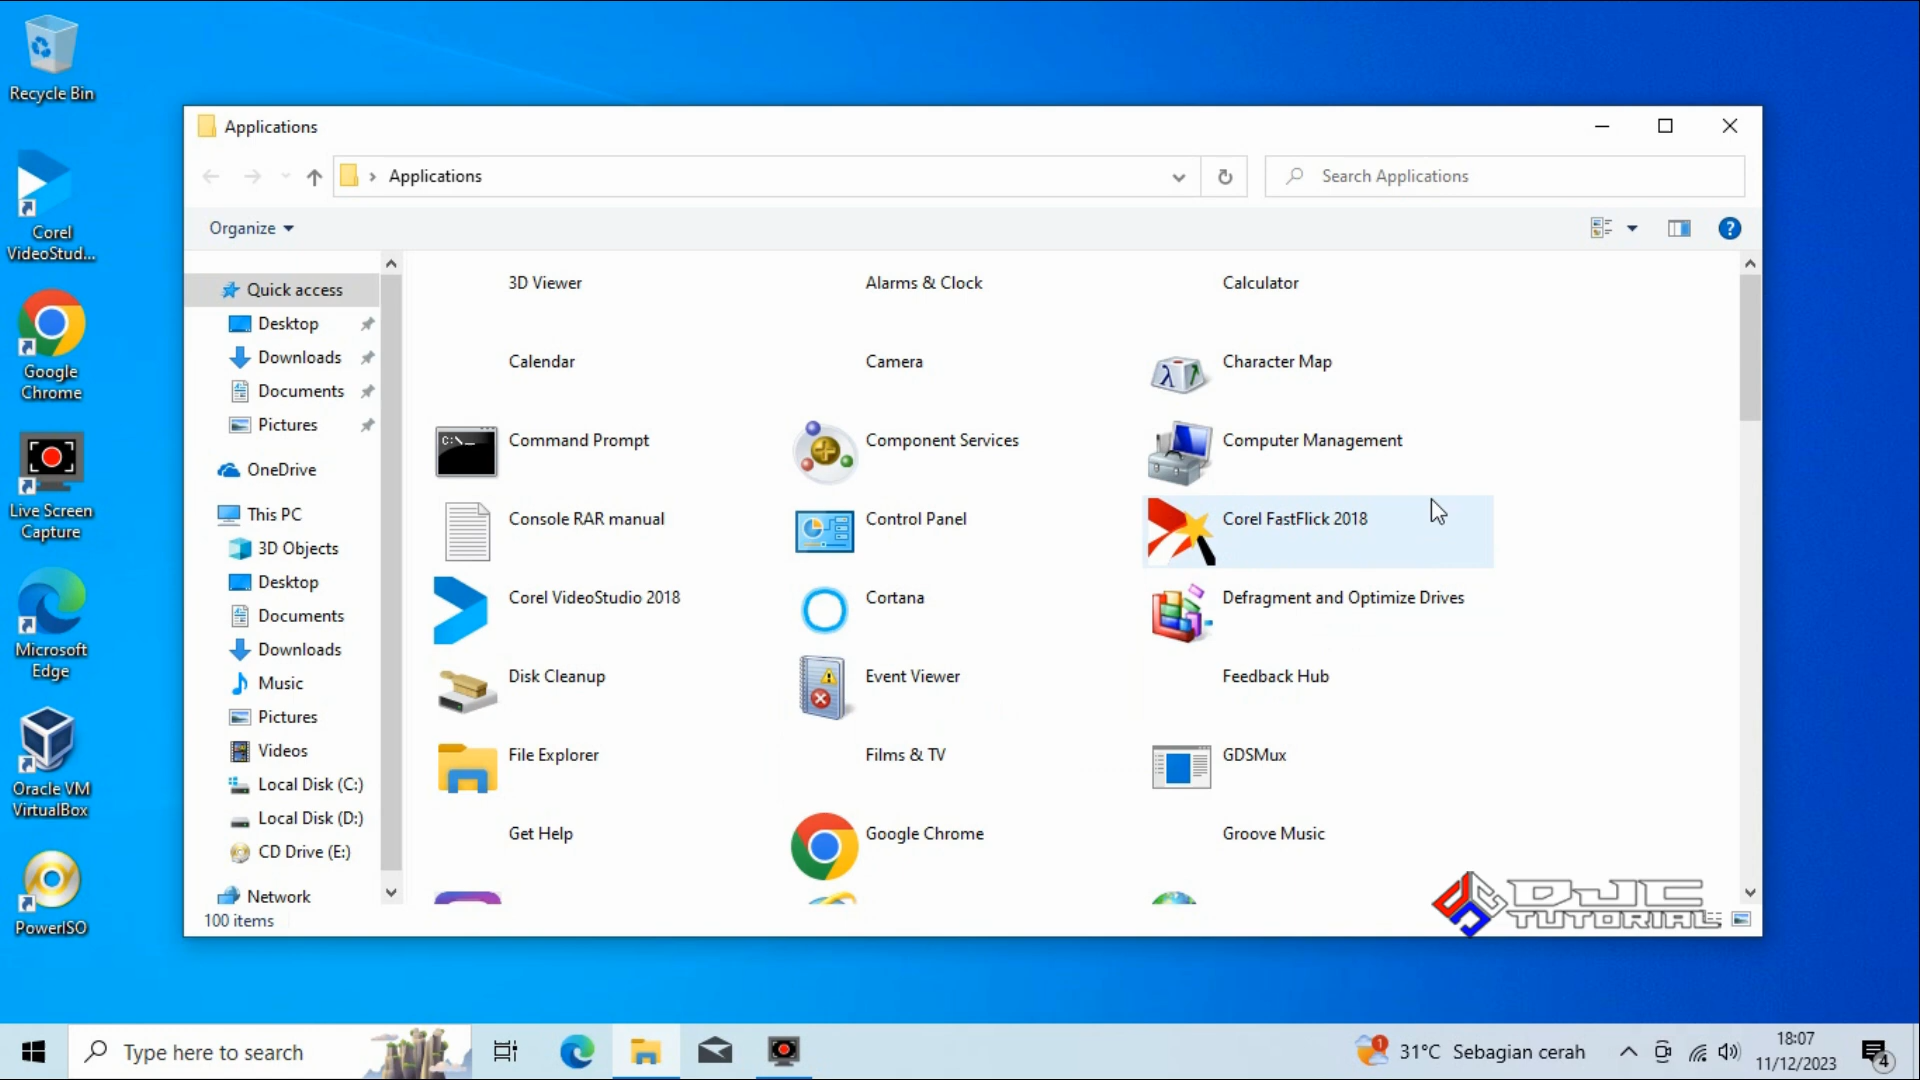 Recycle Bin
Corel
VideoStud...
Google
Chrome
Live Screen
Capture
Microsoft
Edge
Oracle VM
VirtualBox
PowerISO
Applications
Applications
Search Applications
Organize
?
Quick access
Desktop
Downloads
Documents
Pictures
OneDrive
This PC
3D Objects
Desktop
Documents
Downloads
Music
Pictures
Videos
Local Disk (C:)
Local Disk (D:)
CD Drive (E:)
Network
3D Viewer
Alarms & Clock
Calculator
Calendar
Camera
Character Map
Command Prompt
Component Services
Computer Management
Console RAR manual
Control Panel
Corel FastFlick 2018
Corel VideoStudio 2018
Cortana
Defragment and Optimize Drives
Disk Cleanup
Event Viewer
Feedback Hub
File Explorer
Films & TV
GDSMux
Get Help
Google Chrome
Groove Music
100 items
DJC
TUTORIAL
Type here to search
1
31°C Sebagian cerah
18:07
11/12/2023
4